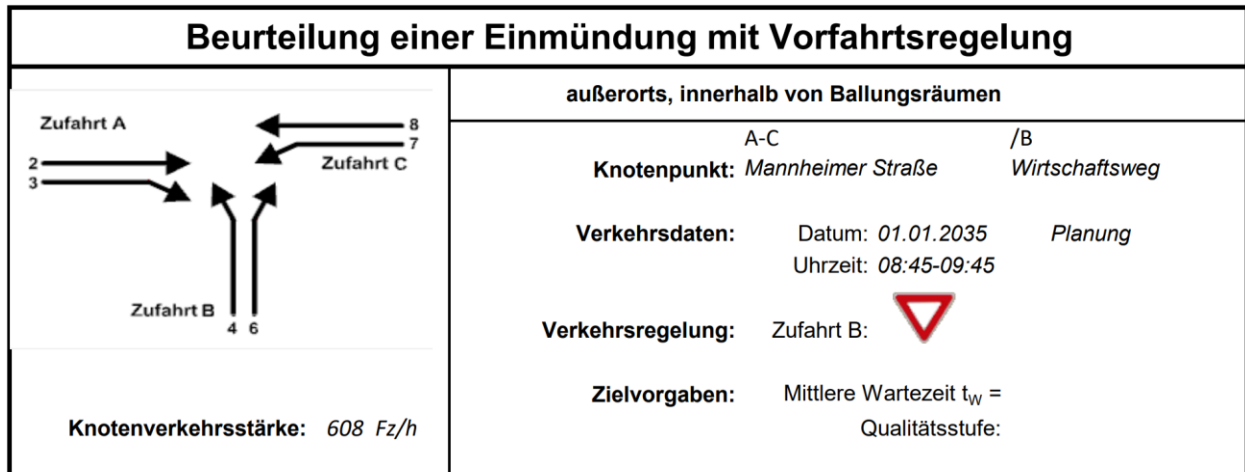 Beurteilung einer Einmündung mit Vorfahrtsregelung
Zufahrt A
8
7
2
3
Zufahrt C
Zufahrt B
4 6
Knotenverkehrsstärke: 608 Fz/h
außerorts, innerhalb von Ballungsräumen
A-C /B
Knotenpunkt: Mannheimer Straße Wirtschaftsweg
Verkehrsdaten: Datum: 01.01.2035 Planung
Uhrzeit: 08:45-09:45
Verkehrsregelung: Zufahrt B:
Zielvorgaben: Mittlere Wartezeit tW =
Qualitätsstufe: